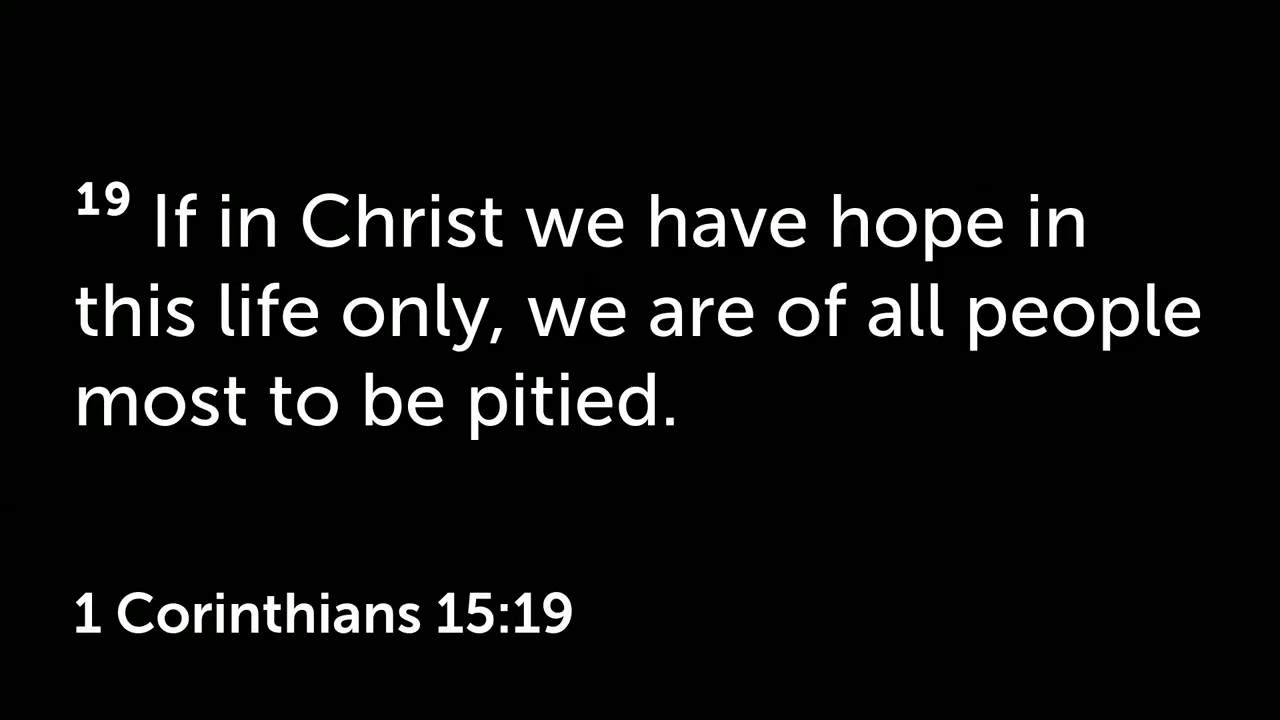 19 If in Christ we have hope in
this life only, we are of all people
most to be pitied.
1 Corinthians 15:19